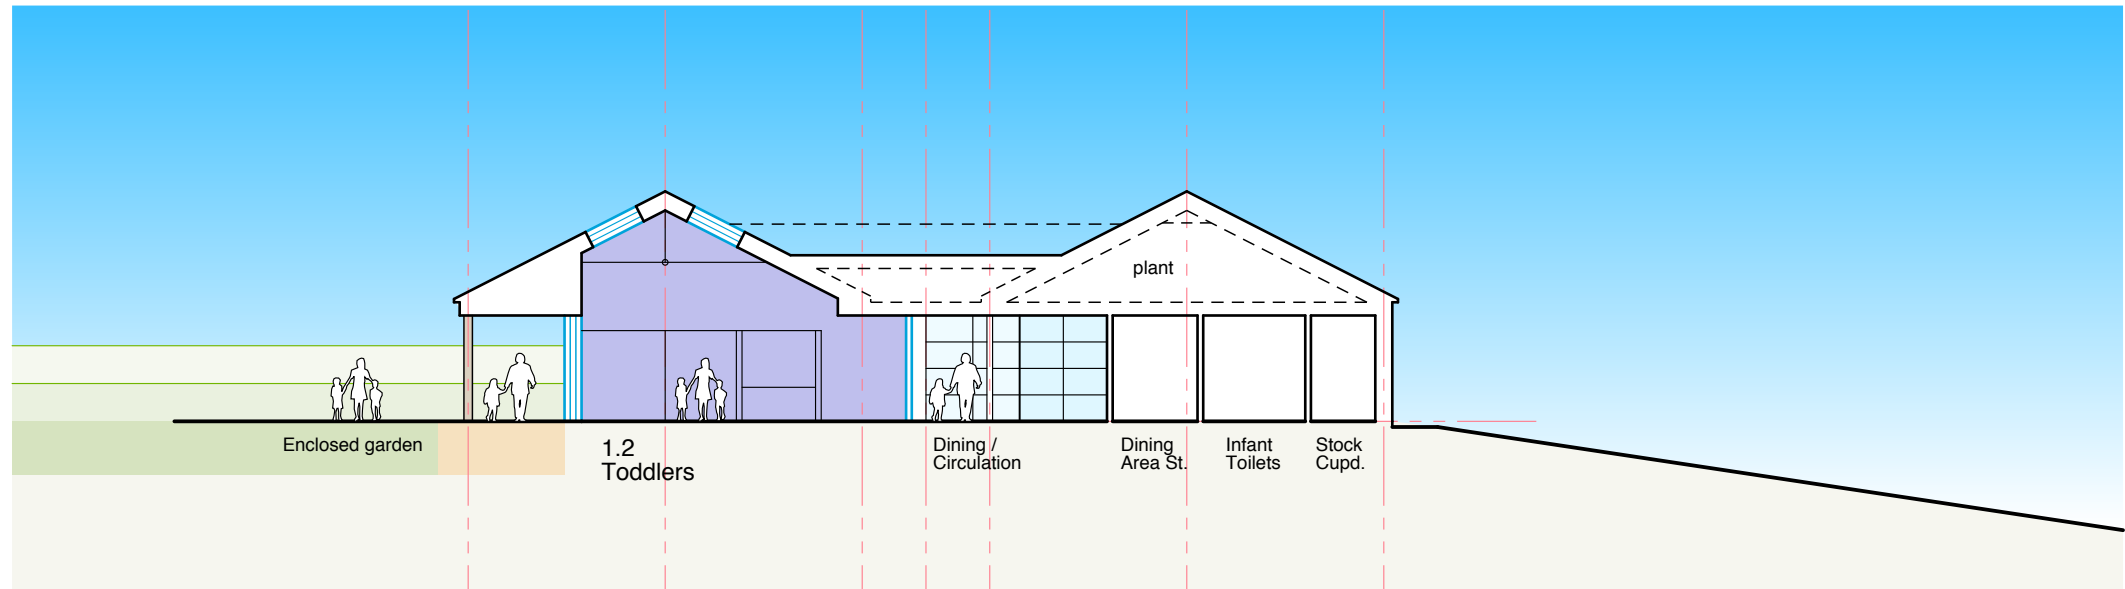 plant
Enclosed garden
1.2
Toddlers
Dining /
Circulation
Dining
Area St.
Infant
Toilets
Stock
Cupd.